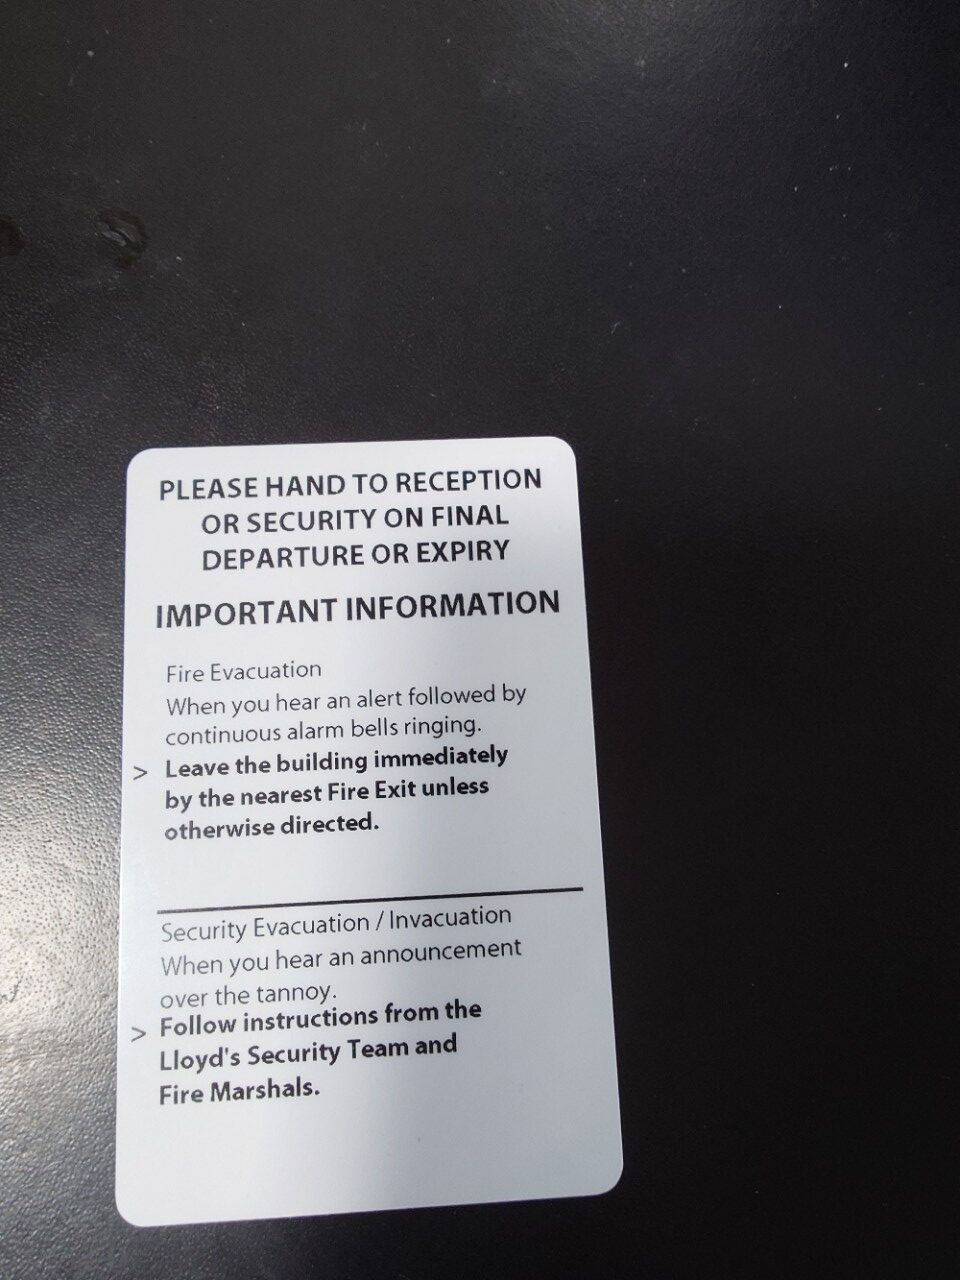 PLEASE HAND TO RECEPTION
OR SECURITY ON FINAL
DEPARTURE OR EXPIRY
IMPORTANT INFORMATION
Fire Evacuation
When you hear an alert followed by
continuous alarm bells ringing.
> Leave the building immediately
by the nearest Fire Exit unless
otherwise directed.
Security Evacuation / Invacuation
When you hear an announcement
over the tannoy.
> Follow instructions from the
Lloyd's Security Team and
Fire Marshals.